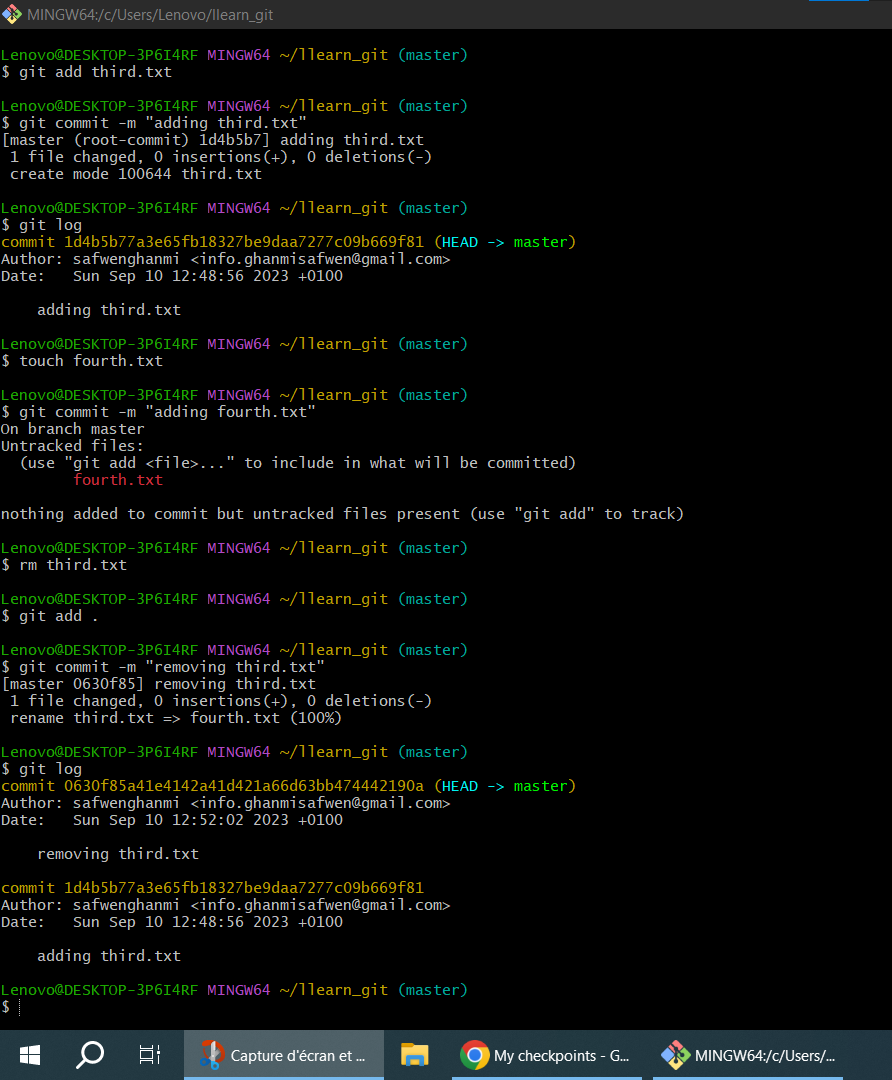 MINGW64:/c/Users/Lenovo/llearn_git
Lenovo@DESKTOP-3P6I4RF MINGW64 ~/llearn_git (master)
$ git add third.txt
Lenovo@DESKTOP-3P6I4RF MINGW64 ~/llearn_git (master)
$ git commit -m "adding third.txt"
[master (root-commit) 1d4b5b7] adding third.txt
 1 file changed, 0 insertions(+), 0 deletions(-)
 create mode 100644 third.txt
Lenovo@DESKTOP-3P6I4RF MINGW64 ~/llearn_git (master)
$ git log
commit 1d4b5b77a3e65fb18327be9daa7277c09b669f81 (HEAD -> master)
Author: safwenghanmi <info.ghanmisafwen@gmail.com>
Date:   Sun Sep 10 12:48:56 2023 +0100
    adding third.txt
Lenovo@DESKTOP-3P6I4RF MINGW64 ~/llearn_git (master)
$ touch fourth.txt
Lenovo@DESKTOP-3P6I4RF MINGW64 ~/llearn_git (master)
$ git commit -m "adding fourth.txt"
On branch master
Untracked files:
  (use "git add <file>..." to include in what will be committed)
        fourth.txt
nothing added to commit but untracked files present (use "git add" to track)
Lenovo@DESKTOP-3P6I4RF MINGW64 ~/llearn_git (master)
$ rm third.txt
Lenovo@DESKTOP-3P6I4RF MINGW64 ~/llearn_git (master)
$ git add .
Lenovo@DESKTOP-3P6I4RF MINGW64 ~/llearn_git (master)
$ git commit -m "removing third.txt"
[master 0630f85] removing third.txt
 1 file changed, 0 insertions(+), 0 deletions(-)
 rename third.txt => fourth.txt (100%)
Lenovo@DESKTOP-3P6I4RF MINGW64 ~/llearn_git (master)
$ git log
commit 0630f85a41e4142a41d421a66d63bb474442190a (HEAD -> master)
Author: safwenghanmi <info.ghanmisafwen@gmail.com>
Date:   Sun Sep 10 12:52:02 2023 +0100
    removing third.txt
commit 1d4b5b77a3e65fb18327be9daa7277c09b669f81
Author: safwenghanmi <info.ghanmisafwen@gmail.com>
Date:   Sun Sep 10 12:48:56 2023 +0100
    adding third.txt
Lenovo@DESKTOP-3P6I4RF MINGW64 ~/llearn_git (master)
$
Capture d'écran et ... My checkpoints - G... MINGW64:/c/Users/...